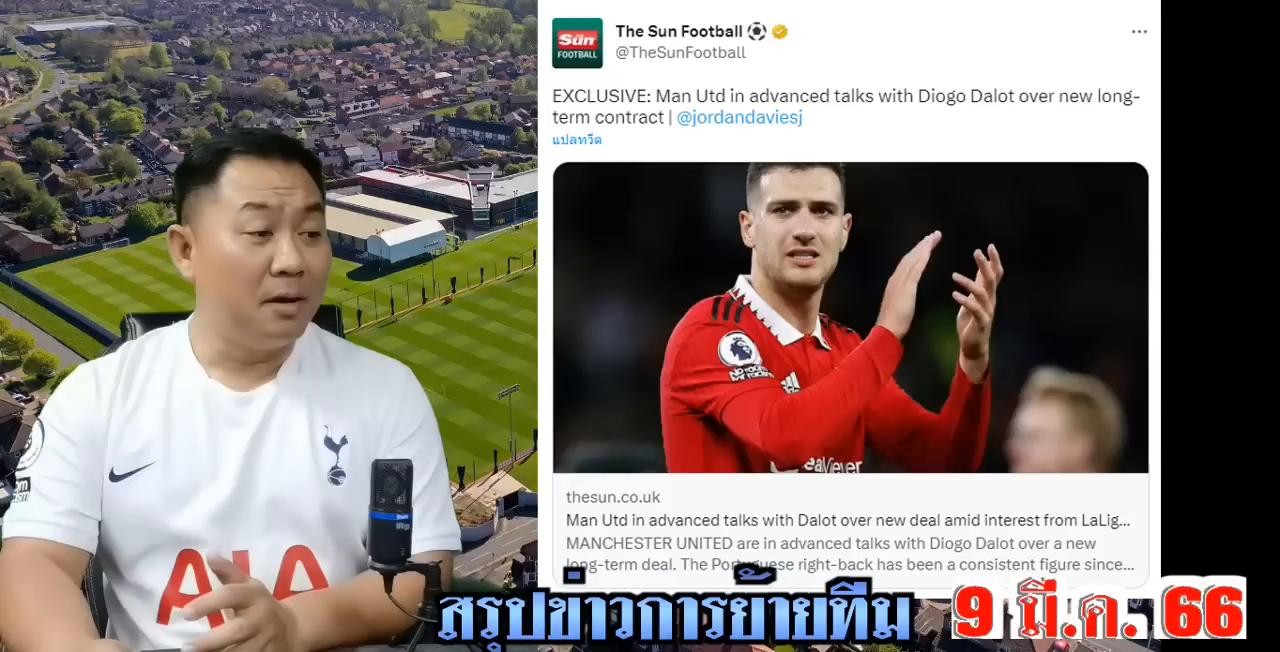 The Sun Football
@TheSunFootball
EXCLUSIVE: Man Utd in advanced talks with Diogo Dalot over new long-
term contract | @jordandaviesj
แปลทวีต
thesun.co.uk
Man Utd in advanced talks with Dalot over new deal amid interest from LaLig...
MANCHESTER UNITED are in advanced talks with Diogo Dalot over a new
long-term deal. The Portuguese right-back has been a consistent figure since...
AIA
สรุปข่าวการย้ายทีม 9 มี.ค. 66